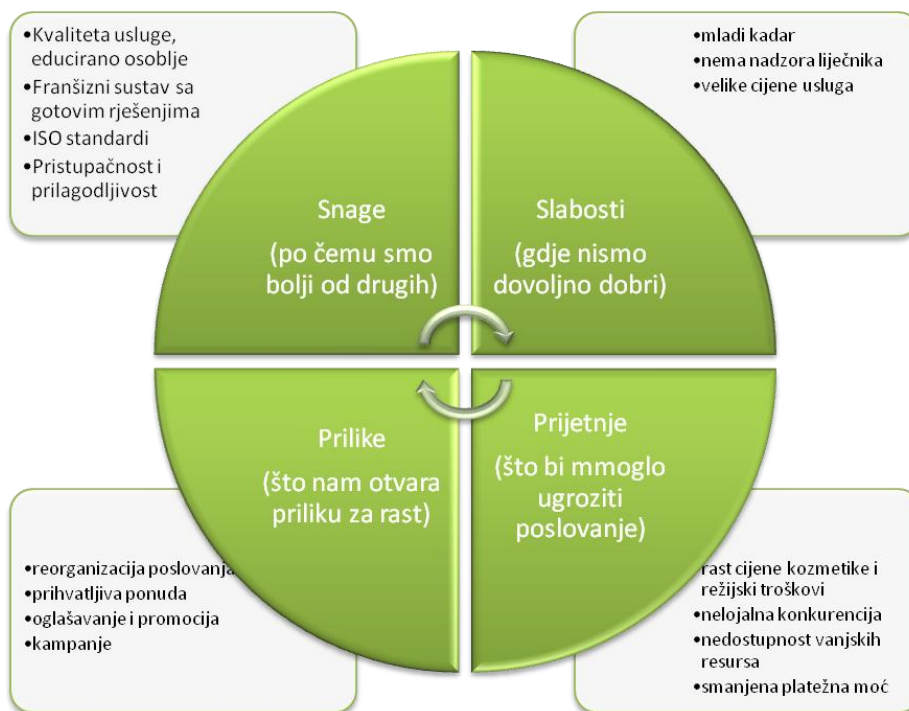 •Kvaliteta usluge,
educirano osoblje
•Franšizni sustav sa
gotovim rješenjima
•ISO standardi
•Pristupačnost i
prilagodljivost
•mladi kadar
•nema nadzora liječnika
•velike cijene usluga
Snage
(po čemu smo
bolji od drugih)
Slabosti
(gdje nismo
dovoljno dobri)
Prilike
(što nam otvara
priliku za rast)
Prijetnje
(što bi mmoglo
ugroziti
poslovanje)
•reorganizacija poslovanja
•prihvatljiva ponuda
•oglašavanje i promocija
•kampanje
rast cijene kozmetike i
režijski troškovi
•nelojalna konkurencija
•nedostupnost vanjskih
resursa
•smanjena platežna moć